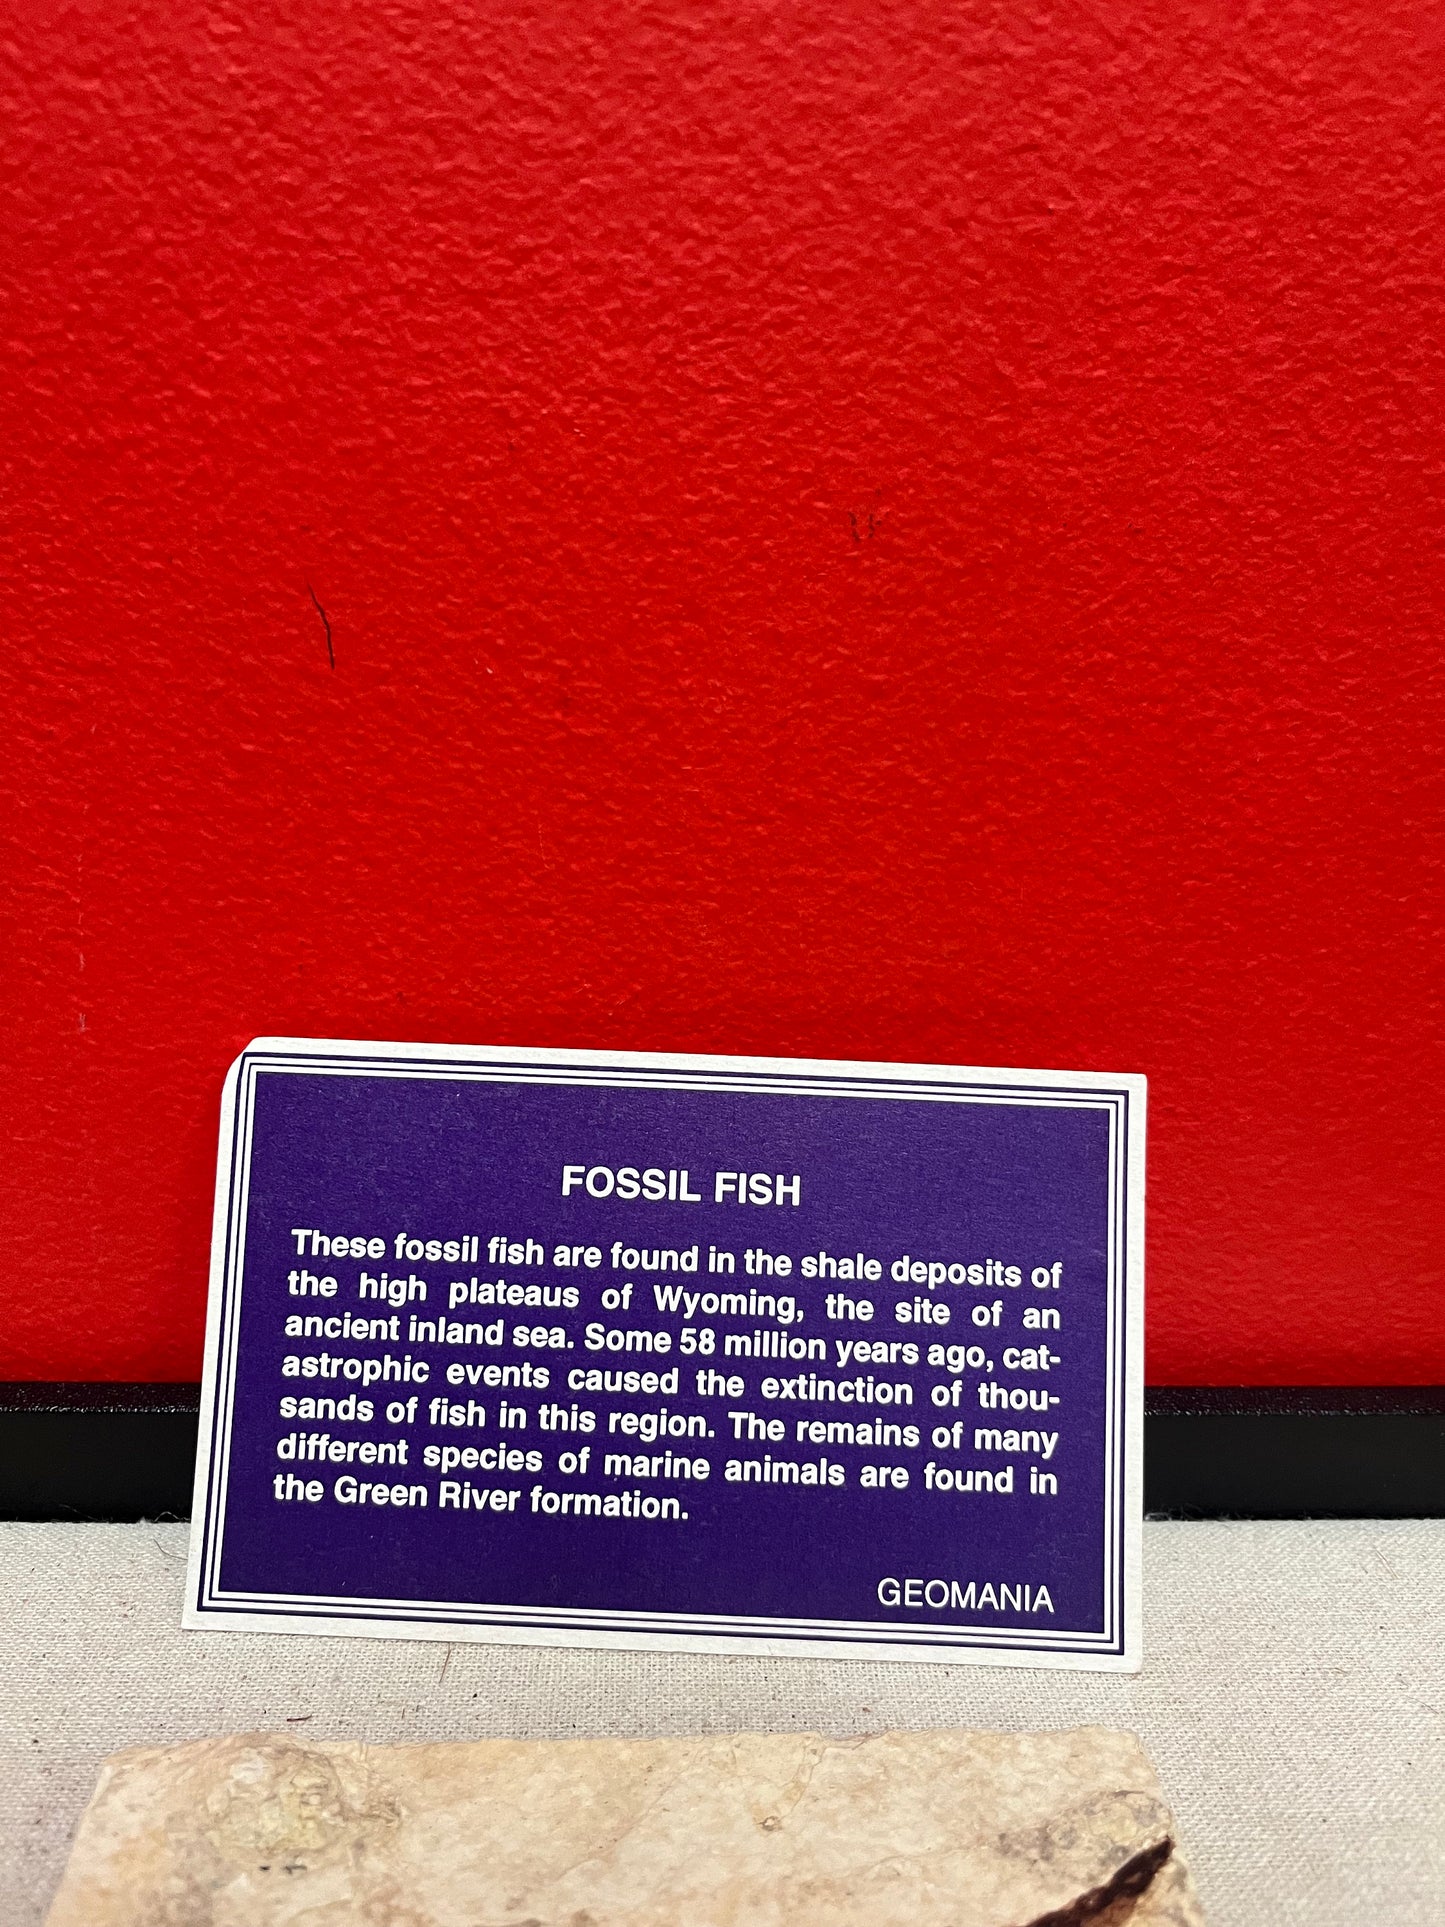 FOSSIL FISH
These fossil fish are found in the shale deposits of
the high plateaus of Wyoming, the site of an
ancient inland sea. Some 58 million years ago, cat-
astrophic events caused the extinction of thou-
sands of fish in this region. The remains of many
different species of marine animals are found in
the Green River formation.
GEOMANIA